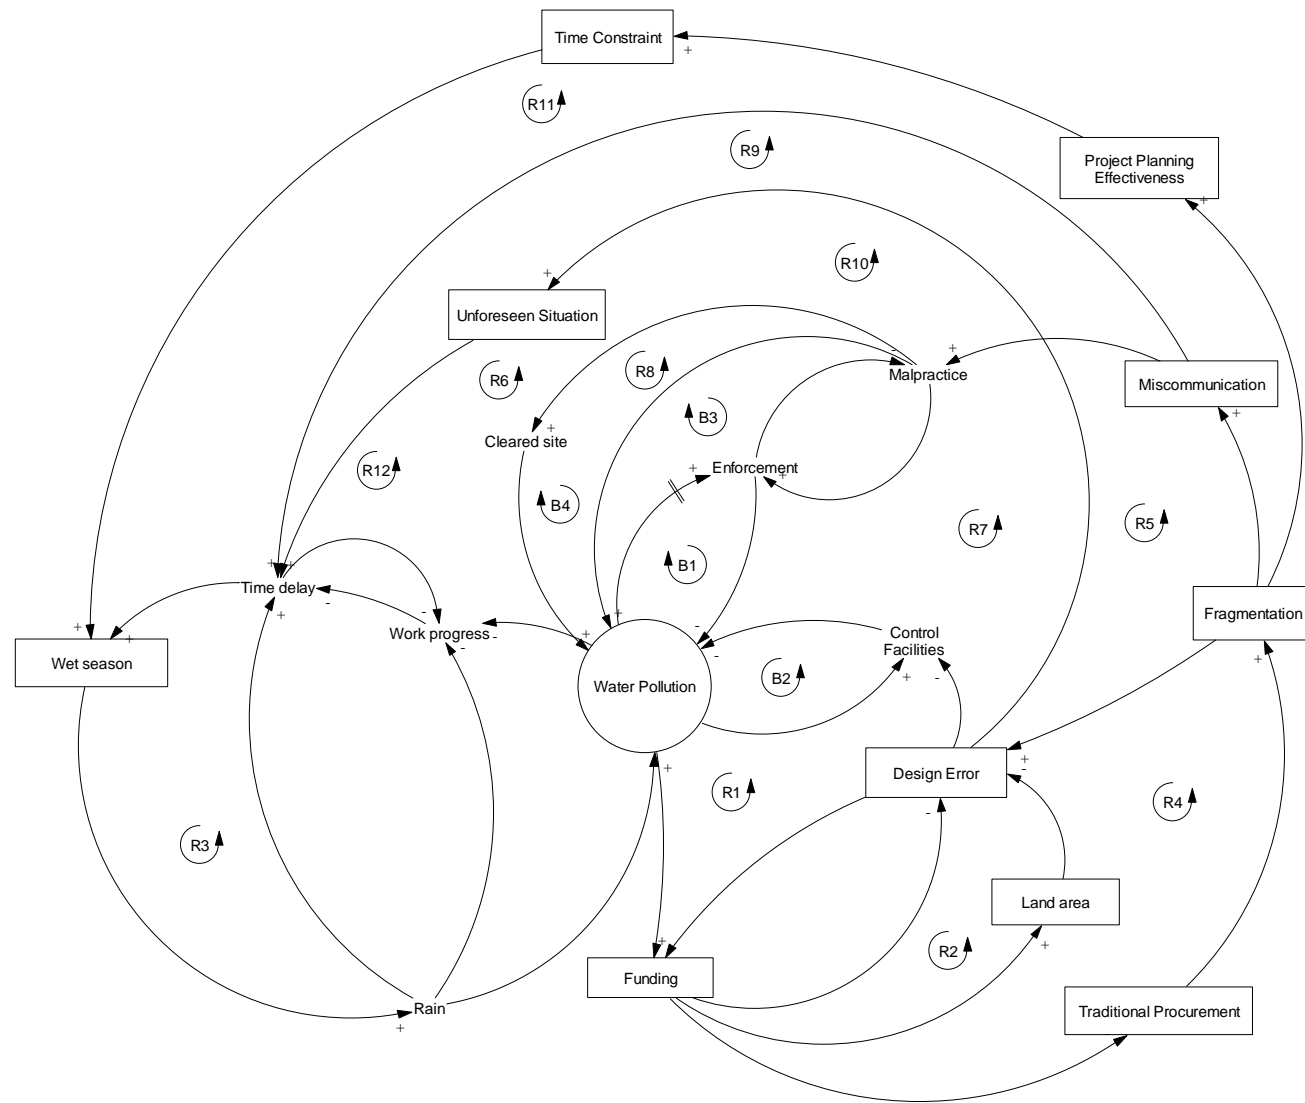 Time Constraint
+
R11
R9
Project Planning
Effectiveness
+
R10
+
Unforeseen Situation
R6
R8
-
+
Malpractice
Miscommunication
+
B3
+
Cleared site
Enforcement
+
+
R12
B4
R7
R5
B1
+
+
Time delay
-
+
-
+
-
Fragmentation
+
+
Wet season
Work progress
-
-
+
Control
Facilities
-
Water Pollution
B2
+
-
+
Design Error
+
-
+
R1
-
R4
R3
Land area
+
R2
+
Funding
Rain
+
Traditional Procurement